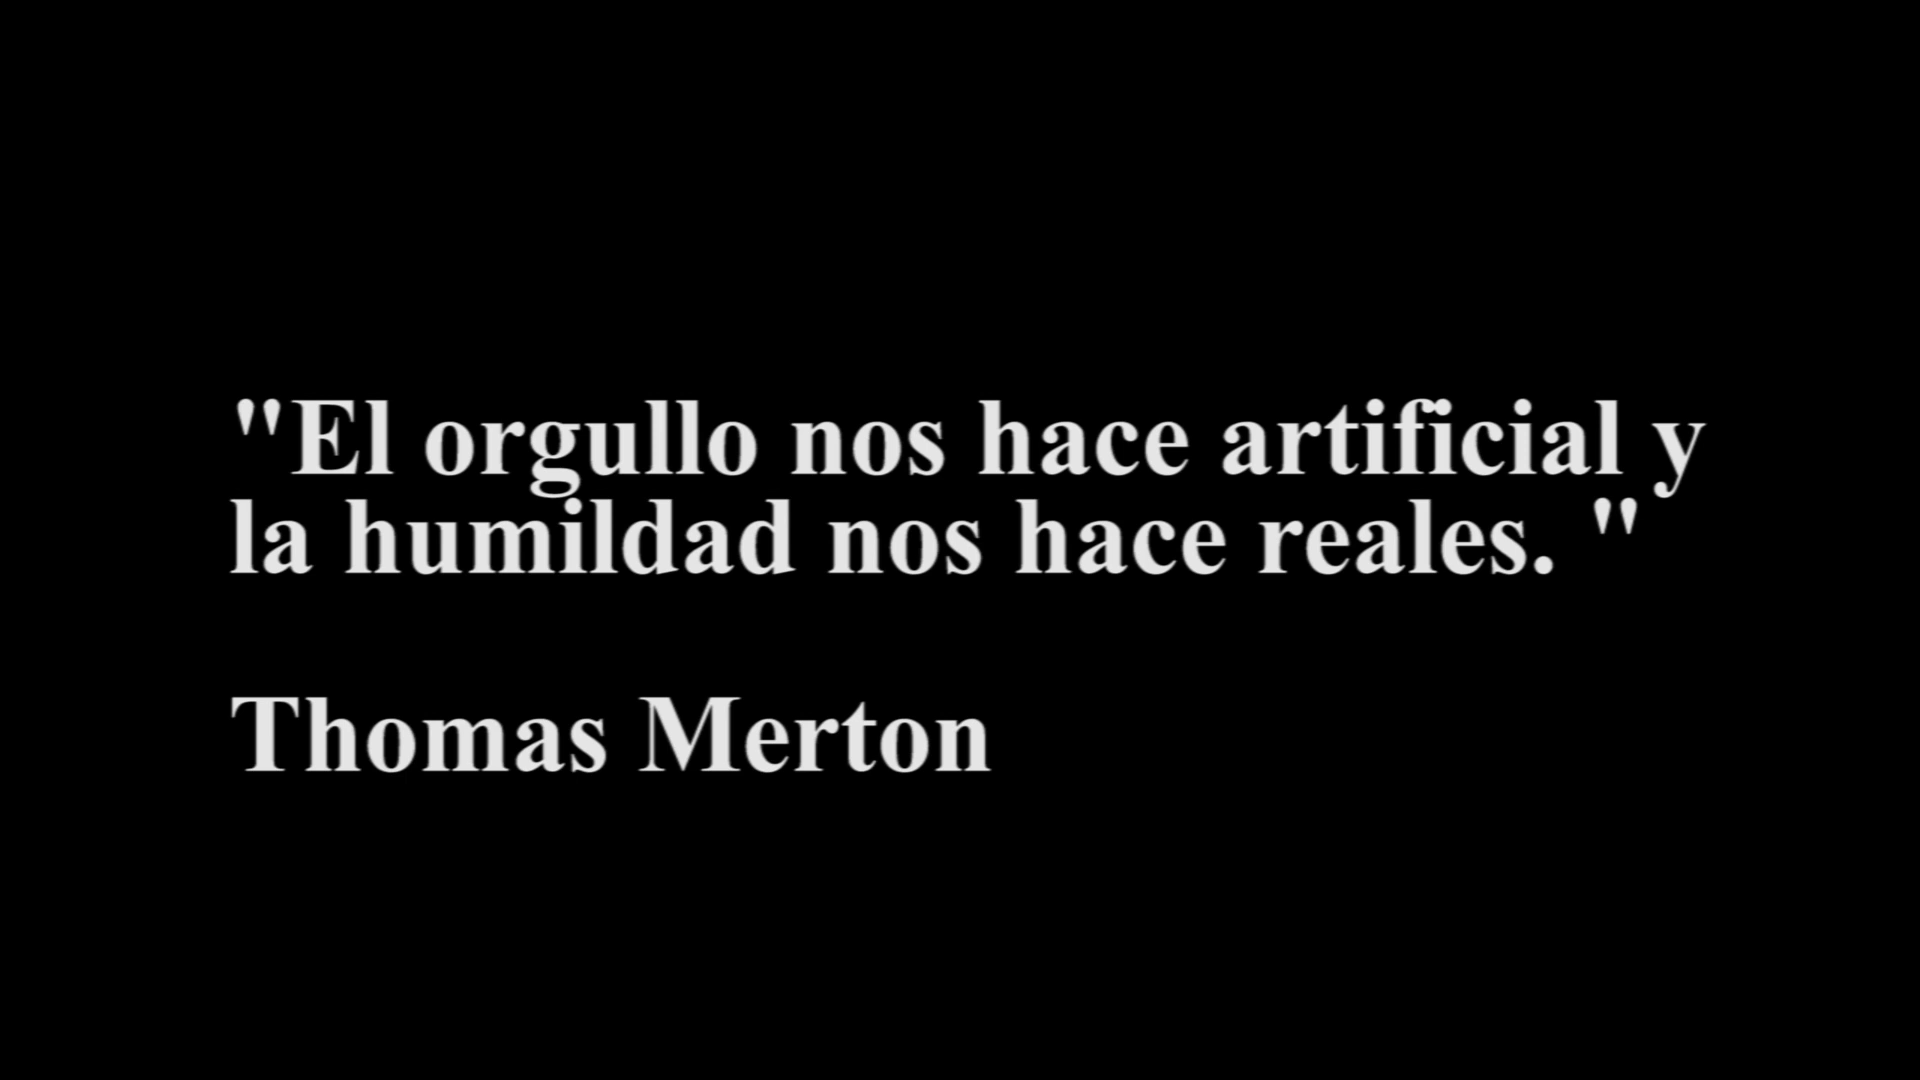 "El orgullo nos hace artificial y
la humildad nos hace reales. "
Thomas Merton